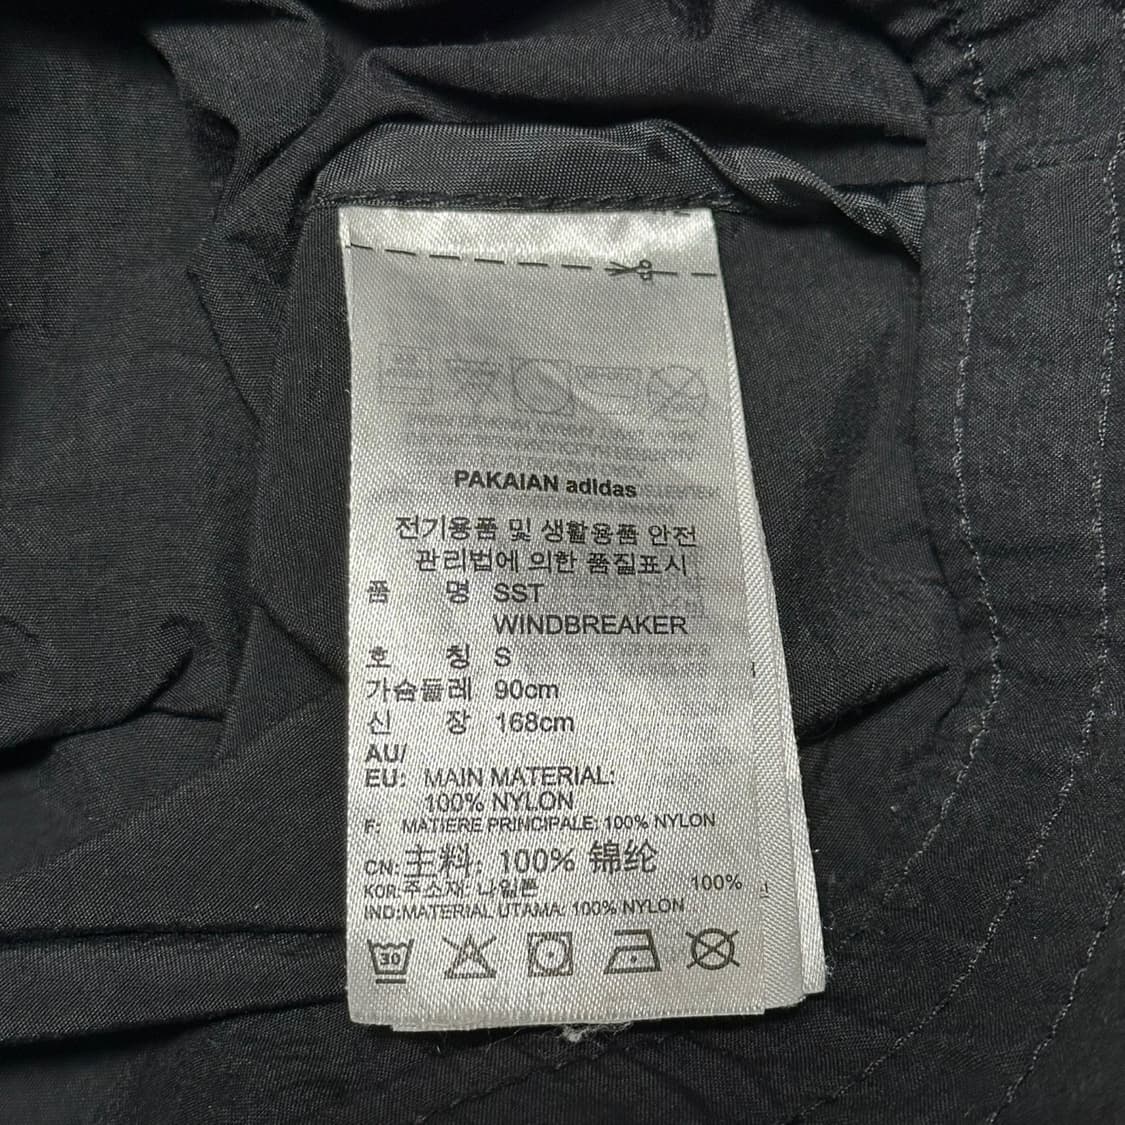 PAKAIAN adidas
전기용품 및 생활용품 안전
관리법에 의한 품질표시
품 명 SST
WINDBREAKER
호 칭 S
가슴둘레 90cm
신 장 168cm
AU/
EU: MAIN MATERIAL:
100% NYLON
F: MATIERE PRINCIPALE: 100% NYLON
CN:主料: 100% 锦纶
KOR:주소재: 나일론 100%
IND:MATERIAL UTAMA: 100% NYLON
30